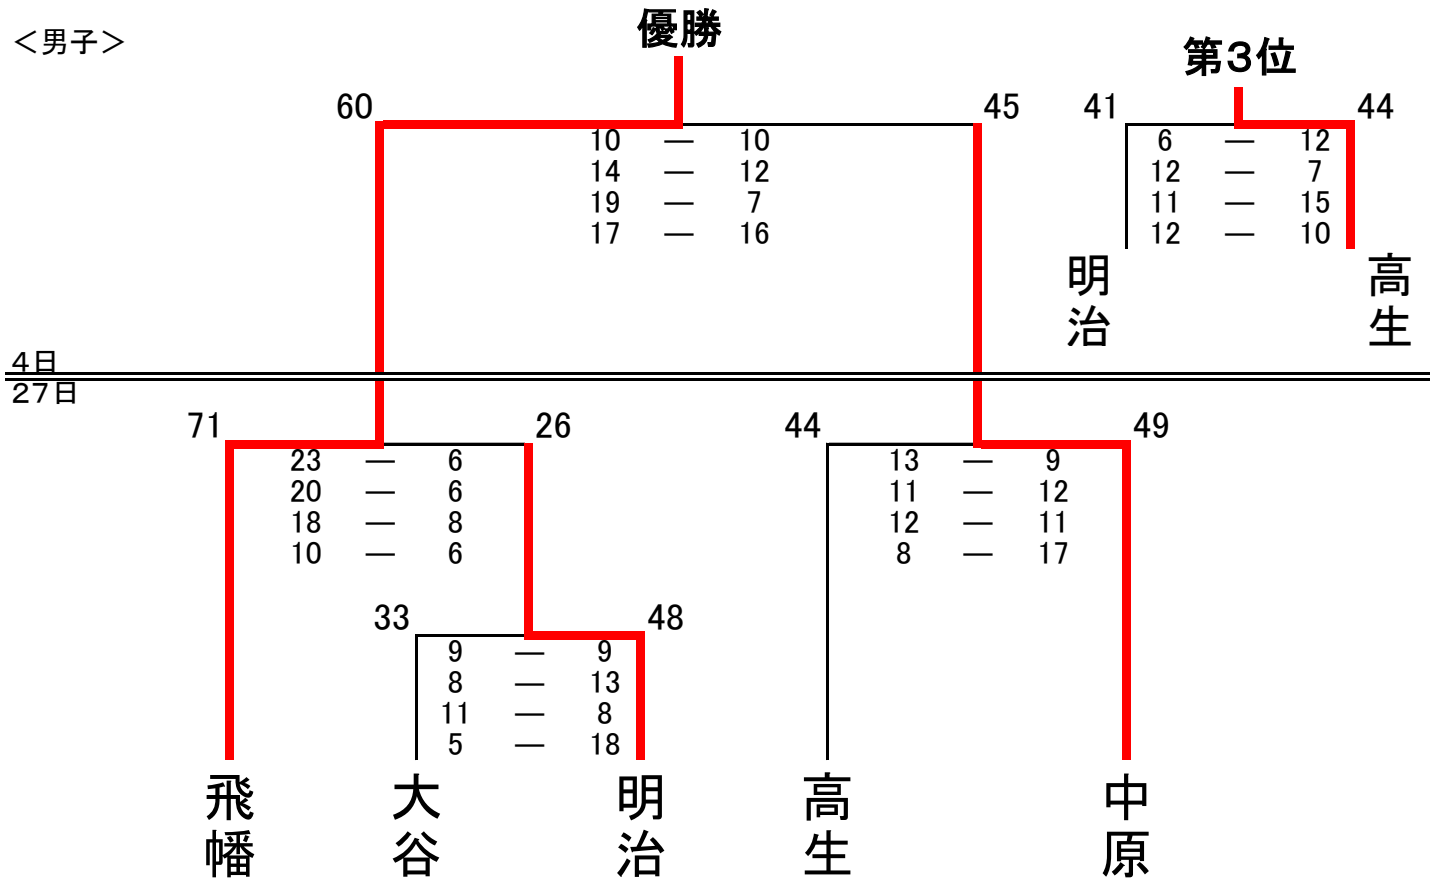 ＜男子＞
優勝
第３位
60
45
10 ― 10
14 ― 12
19 ― 7
17 ― 16
41
44
6 ― 12
12 ― 7
11 ― 15
12 ― 10
明治
高生
４日
２７日
71
26
23 ― 6
20 ― 6
18 ― 8
10 ― 6
44
49
13 ― 9
11 ― 12
12 ― 11
8 ― 17
33
48
9 ― 9
8 ― 13
11 ― 8
5 ― 18
飛幡
大谷
明治
高生
中原